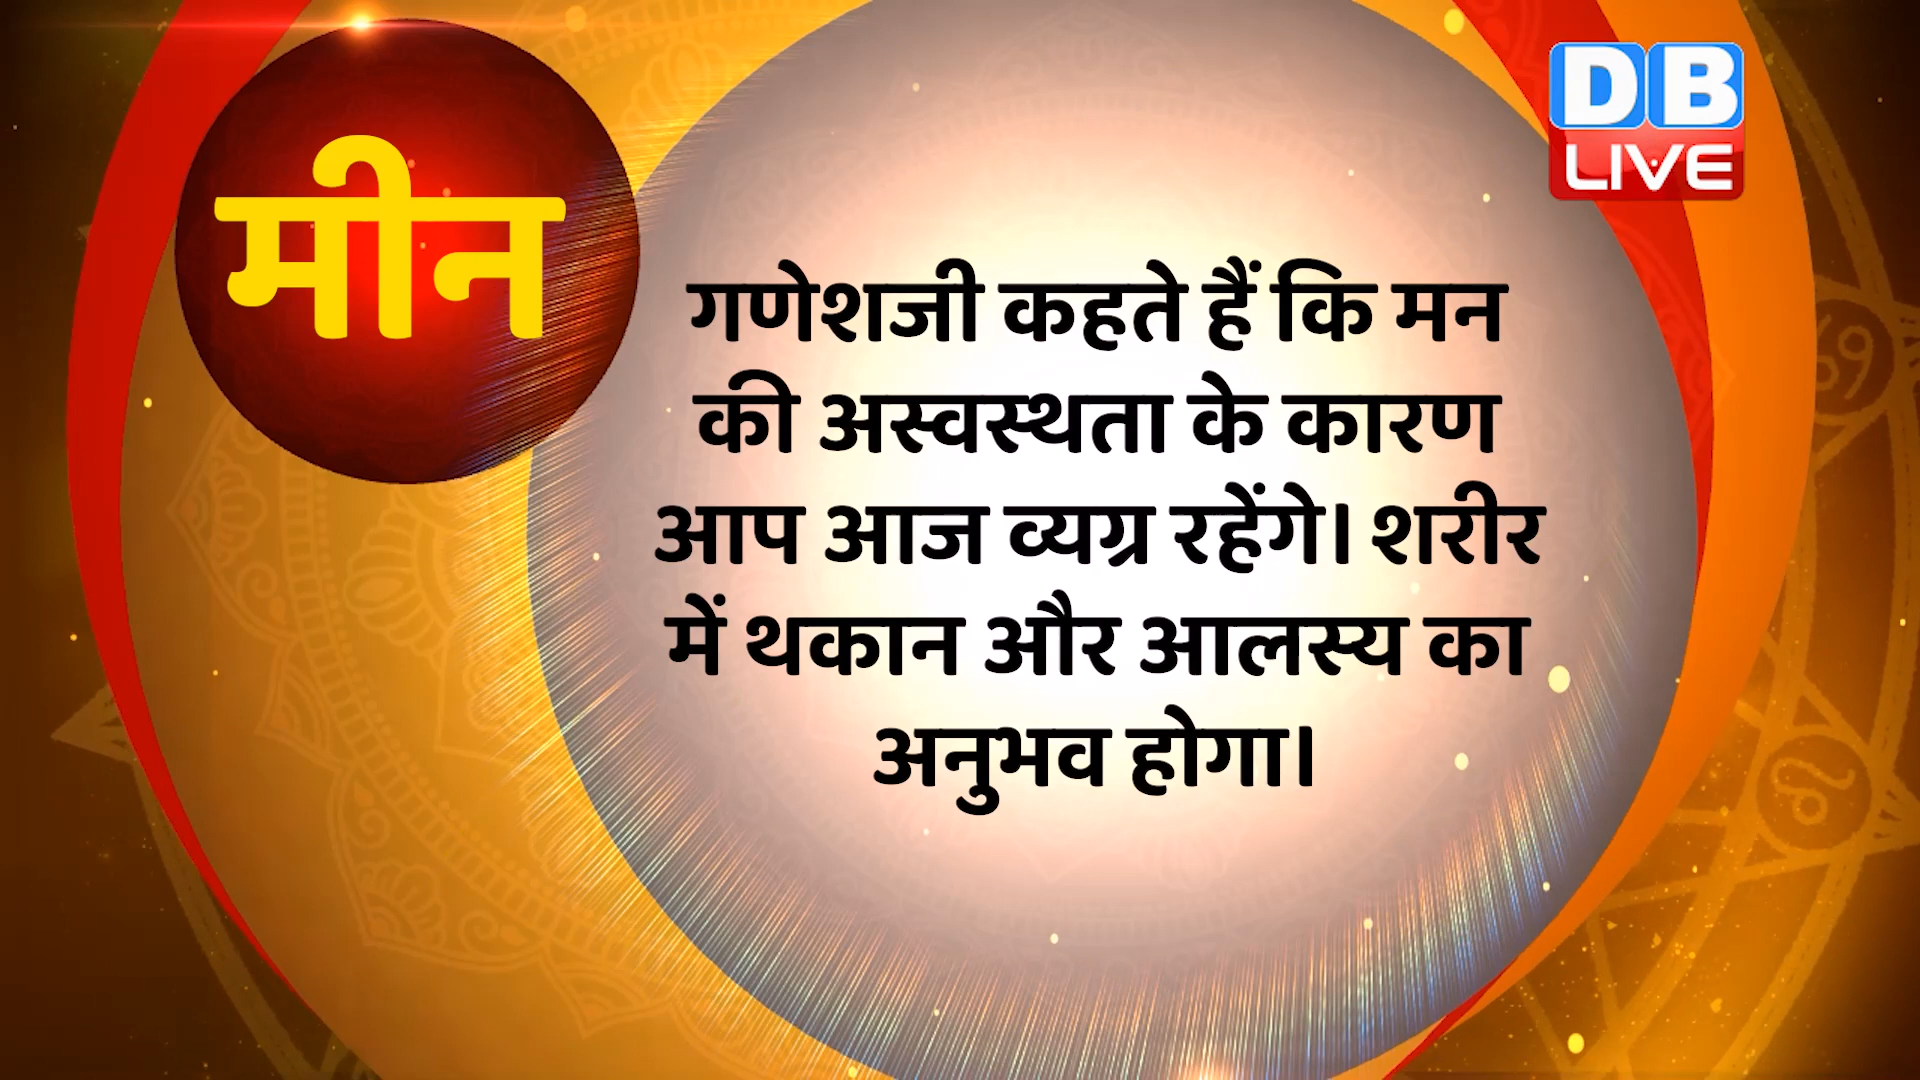 मीन
DB
LIVE
गणेशजी कहते हैं कि मन
की अस्वस्थता के कारण
आप आज व्यग्र रहेंगे। शरीर
में थकान और आलस्य का
अनुभव होगा।